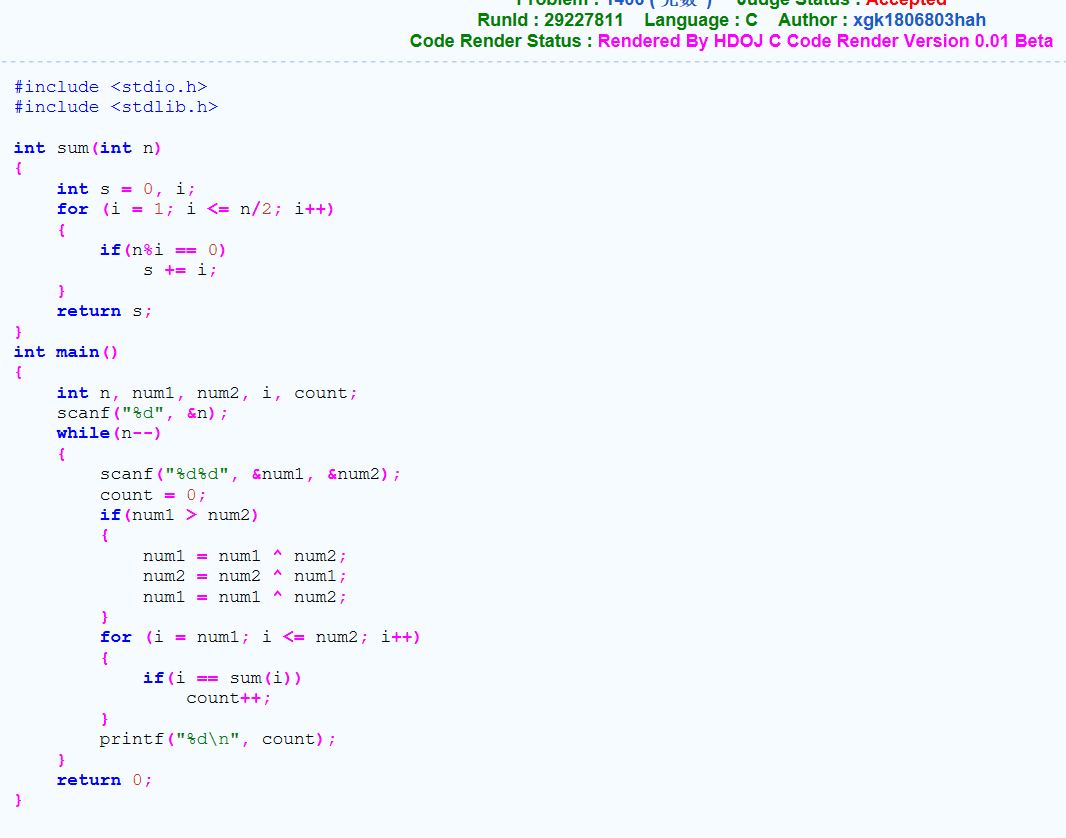 Judge Status : Accepted
RunId : 29227811 Language : C Author : xgk1806803hah
Code Render Status : Rendered By HDOJ C Code Render Version 0.01 Beta
#include <stdio.h>
#include <stdlib.h>
int sum(int n)
{
int s = 0, i;
for (i = 1; i <= n/2; i++)
{
if(n%i == 0)
s += i;
}
return s;
}
int main()
{
int n, num1, num2, i, count;
scanf("%d", &n);
while(n--)
{
scanf("%d%d", &num1, &num2);
count = 0;
if(num1 > num2)
{
num1 = num1 ^ num2;
num2 = num2 ^ num1;
num1 = num1 ^ num2;
}
for (i = num1; i <= num2; i++)
{
if(i == sum(i))
count++;
}
printf("%d\n", count);
}
return 0;
}